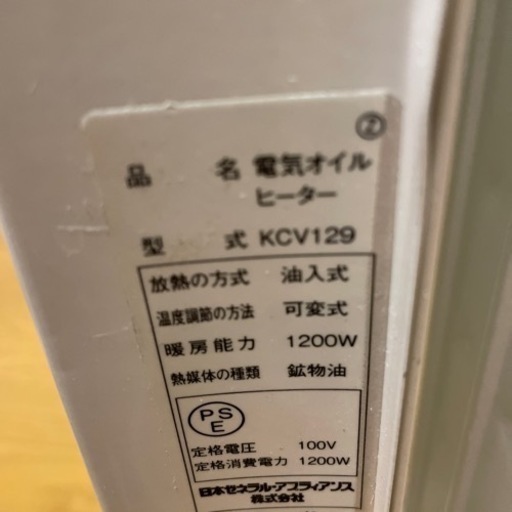 ②
品 名 電気オイル
ヒーター
型 式 KCV129
放熱の方式 油入式
温度調節の方法 可変式
暖房能力 1200W
熱媒体の種類 鉱物油
PS
E
定格電圧 100V
定格消費電力 1200W
日本ゼネラル・アプライアンス
株式会社